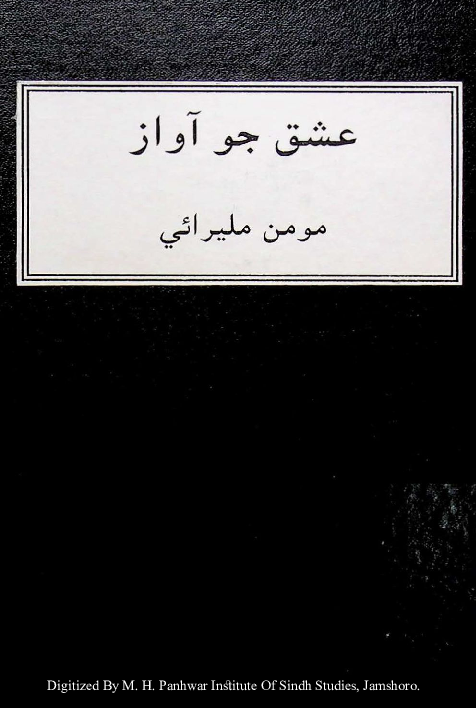 عشق جو آواز
مومن مليرائي
Digitized By M. H. Panhwar Institute Of Sindh Studies, Jamshoro.